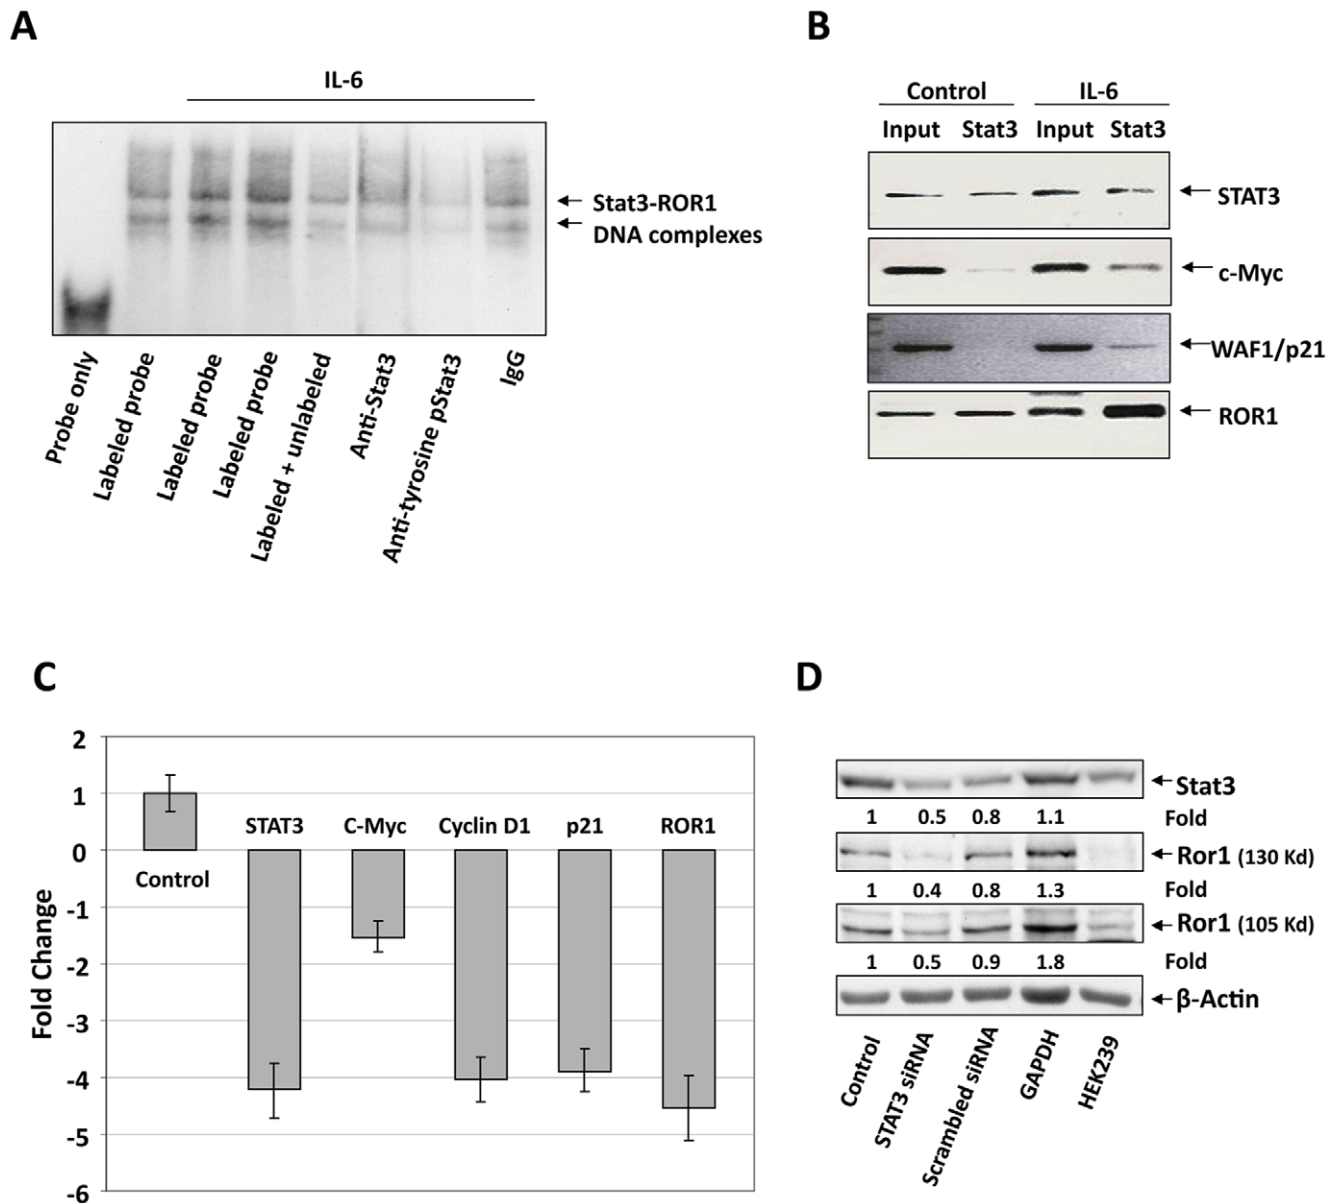 A
IL-6
Stat3-ROR1
DNA complexes
Probe only
Labeled probe
Labeled probe
Labeled probe
Labeled + unlabeled
Anti-Stat3
Anti-tyrosine pStat3
IgG
B
Control IL-6
Input Stat3 Input Stat3
STAT3
c-Myc
WAF1/p21
ROR1
C
Fold Change
2
1
0
-1
-2
-3
-4
-5
-6
Control
STAT3 C-Myc Cyclin D1 p21 ROR1
D
Stat3
1 0.5 0.8 1.1 Fold
Ror1 (130 Kd)
1 0.4 0.8 1.3 Fold
Ror1 (105 Kd)
1 0.5 0.9 1.8 Fold
β-Actin
Control
STAT3 siRNA
Scrambled siRNA
GAPDH
HEK239